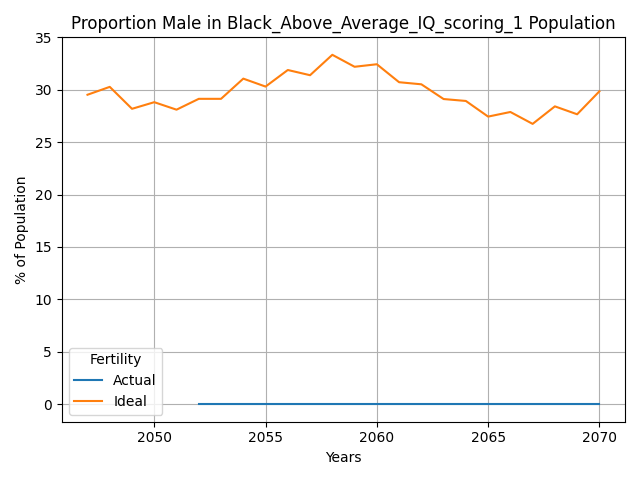 Proportion Male in Black_Above_Average_IQ_scoring_1 Population
35
30
25
20
15
10
5
0
% of Population
Fertility
Actual
Ideal
2050
2055
2060
2065
2070
Years